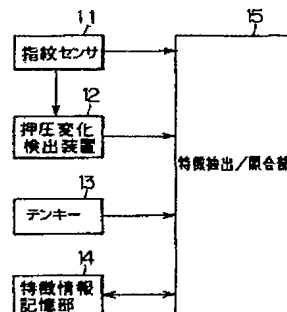 11
指紋センサ
12
押圧変化
検出装置
13
テンキー
14
特徴情報
記憶部
15
特徴抽出/照会部